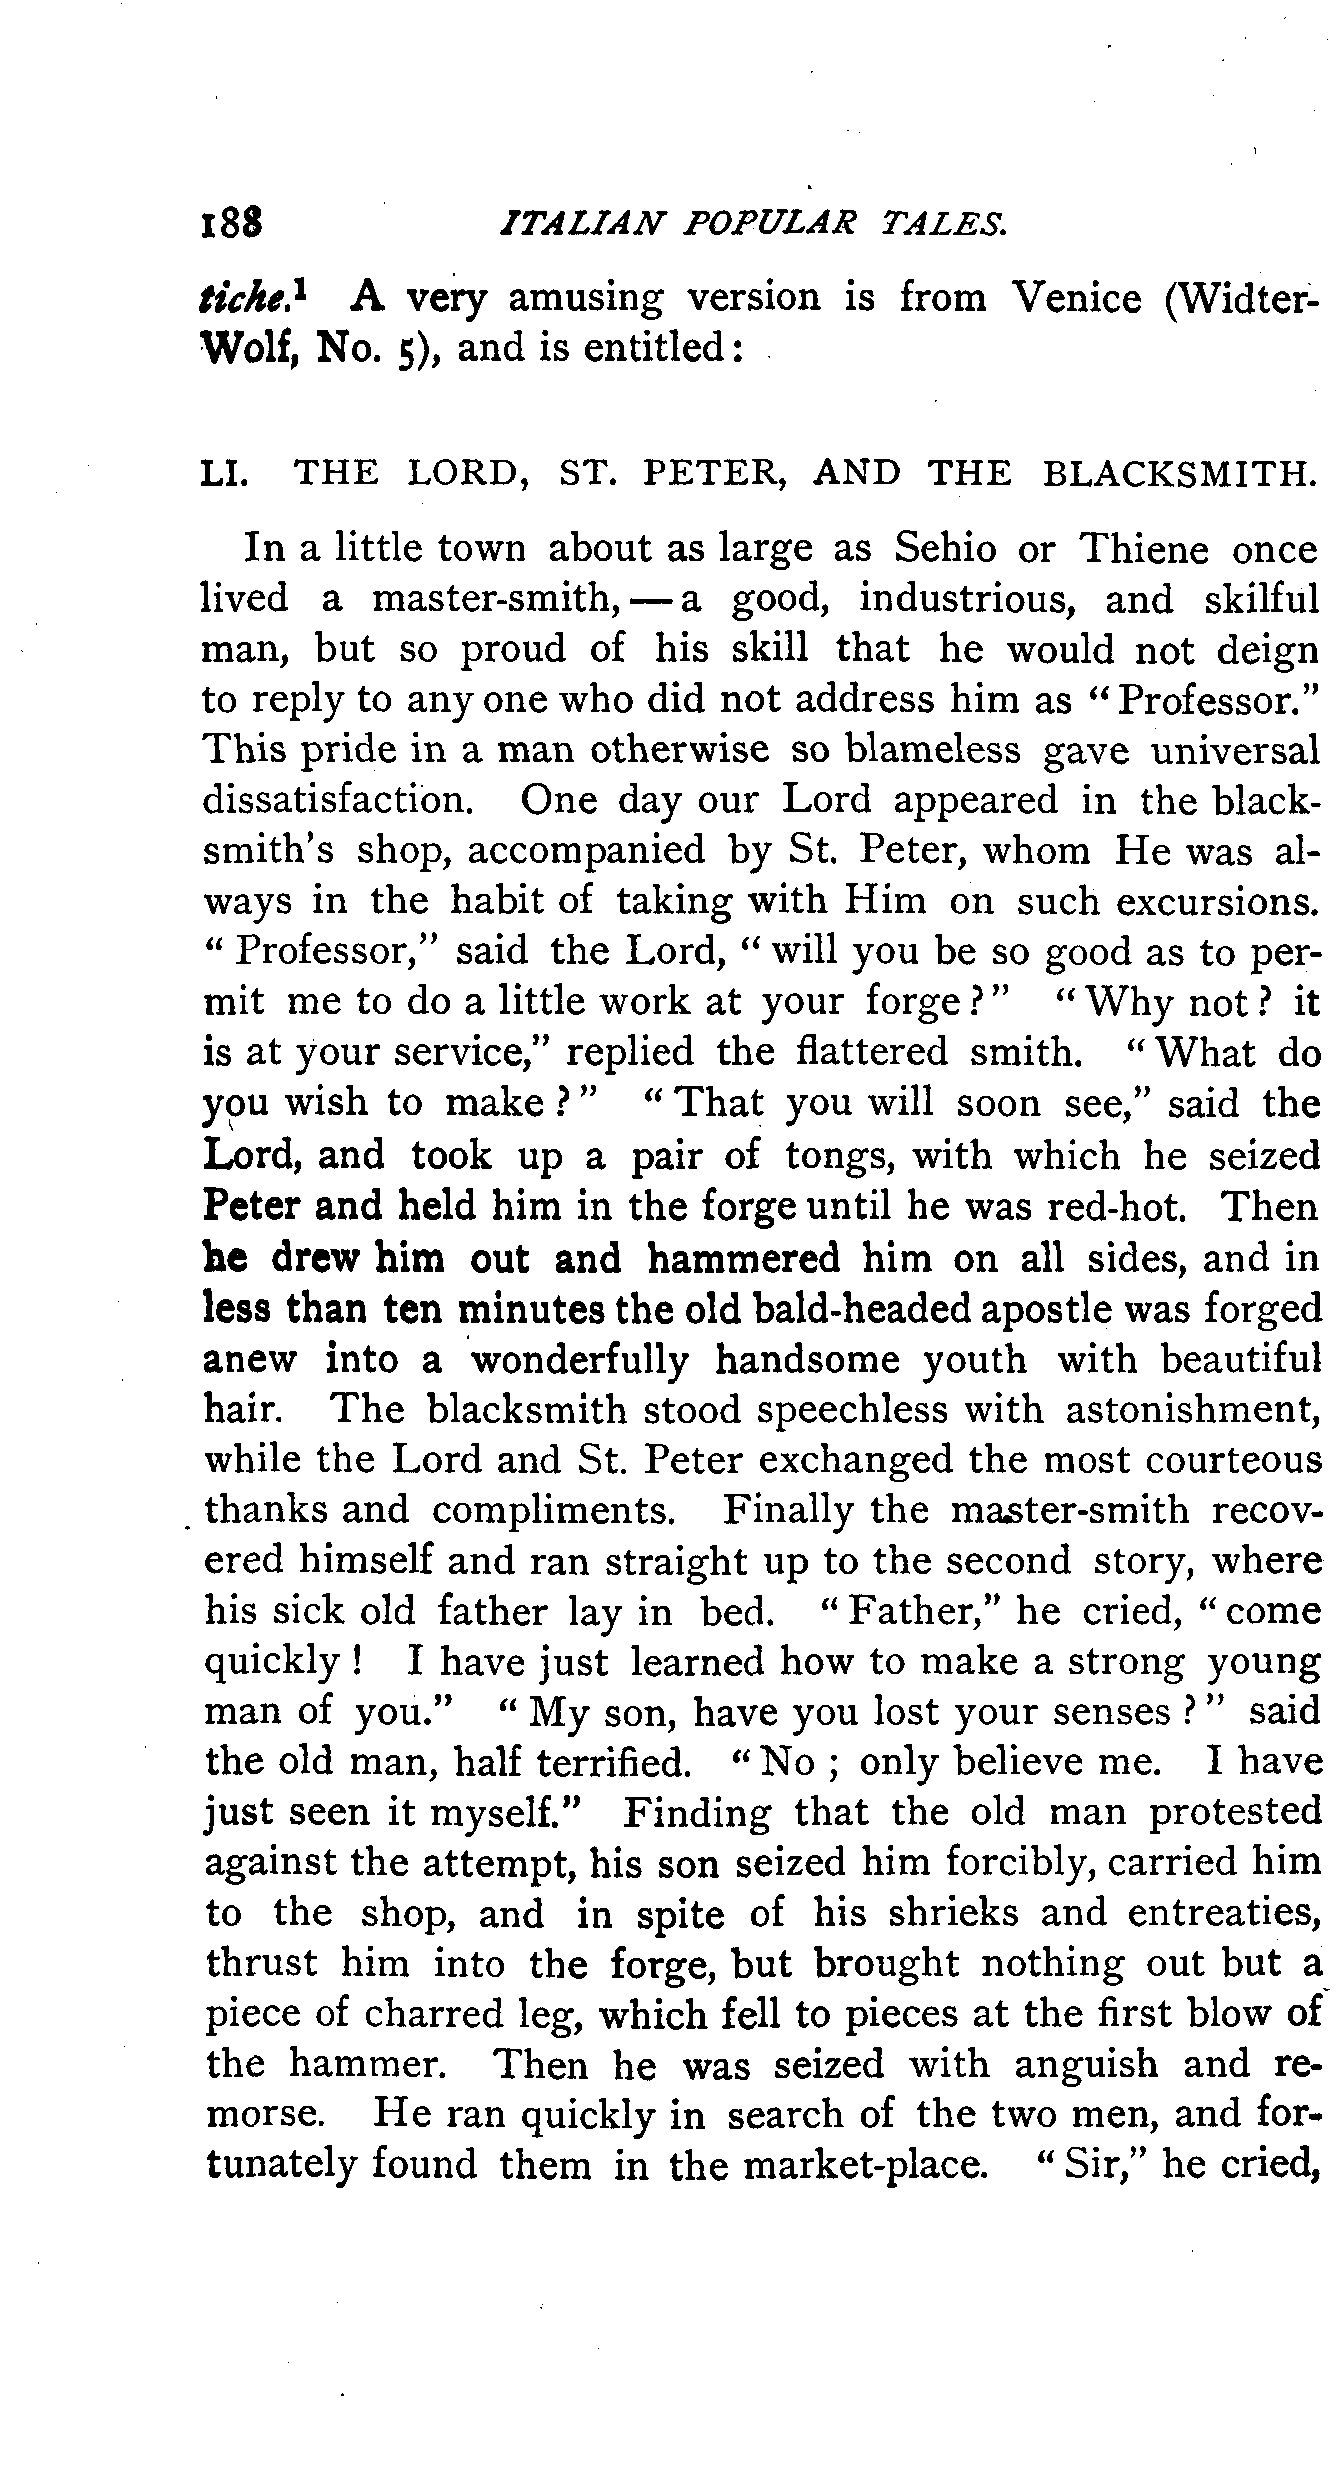 188 ITALIAN POPULAR TALES.
tiche.¹ A very amusing version is from Venice (Widter-
Wolf, No. 5), and is entitled:
LI. THE LORD, ST. PETER, AND THE BLACKSMITH.
In a little town about as large as Sehio or Thiene once
lived a master-smith, — a good, industrious, and skilful
man, but so proud of his skill that he would not deign
to reply to any one who did not address him as "Professor."
This pride in a man otherwise so blameless gave universal
dissatisfaction. One day our Lord appeared in the black-
smith's shop, accompanied by St. Peter, whom He was al-
ways in the habit of taking with Him on such excursions.
"Professor," said the Lord, "will you be so good as to per-
mit me to do a little work at your forge?" "Why not? it
is at your service," replied the flattered smith. "What do
you wish to make?" "That you will soon see," said the
Lord, and took up a pair of tongs, with which he seized
Peter and held him in the forge until he was red-hot. Then
he drew him out and hammered him on all sides, and in
less than ten minutes the old bald-headed apostle was forged
anew into a wonderfully handsome youth with beautiful
hair. The blacksmith stood speechless with astonishment,
while the Lord and St. Peter exchanged the most courteous
thanks and compliments. Finally the master-smith recov-
ered himself and ran straight up to the second story, where
his sick old father lay in bed. "Father," he cried, "come
quickly! I have just learned how to make a strong young
man of you." "My son, have you lost your senses?" said
the old man, half terrified. "No; only believe me. I have
just seen it myself." Finding that the old man protested
against the attempt, his son seized him forcibly, carried him
to the shop, and in spite of his shrieks and entreaties,
thrust him into the forge, but brought nothing out but a
piece of charred leg, which fell to pieces at the first blow of
the hammer. Then he was seized with anguish and re-
morse. He ran quickly in search of the two men, and for-
tunately found them in the market-place. "Sir," he cried,